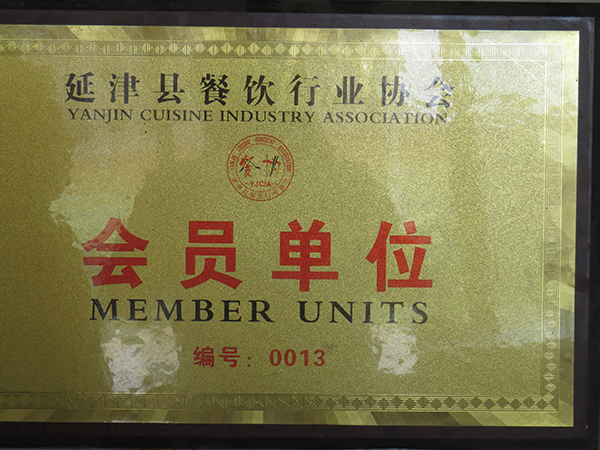 延津县餐饮行业协会
YANJIN CUISINE INDUSTRY ASSOCIATION
餐协
YJCIA
会员单位
MEMBER UNITS
编号：0013